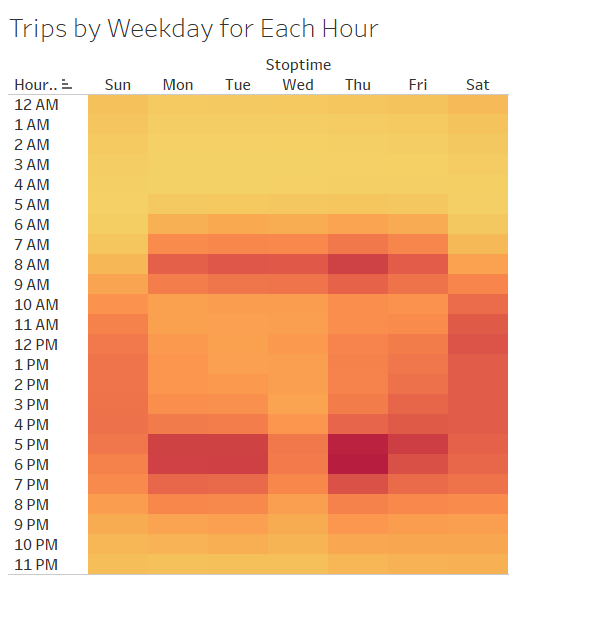 Trips by Weekday for Each Hour
Stoptime
Hour.. Sun Mon Tue Wed Thu Fri Sat
12 AM
1 AM
2 AM
3 AM
4 AM
5 AM
6 AM
7 AM
8 AM
9 AM
10 AM
11 AM
12 PM
1 PM
2 PM
3 PM
4 PM
5 PM
6 PM
7 PM
8 PM
9 PM
10 PM
11 PM